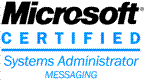 Microsoft®
CERTIFIED
Systems Administrator
MESSAGING